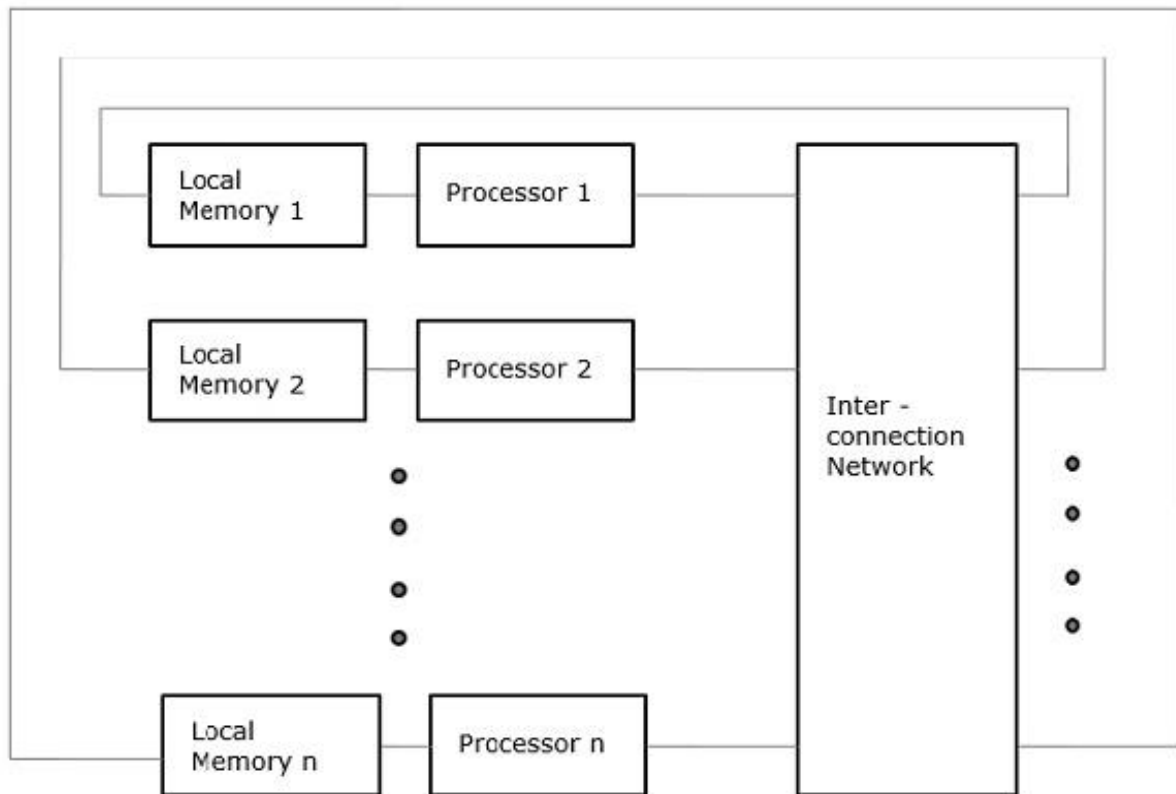 Local
Memory 1
Processor 1
Local
Memory 2
Processor 2
Inter -
connection
Network
Local
Memory n
Processor n